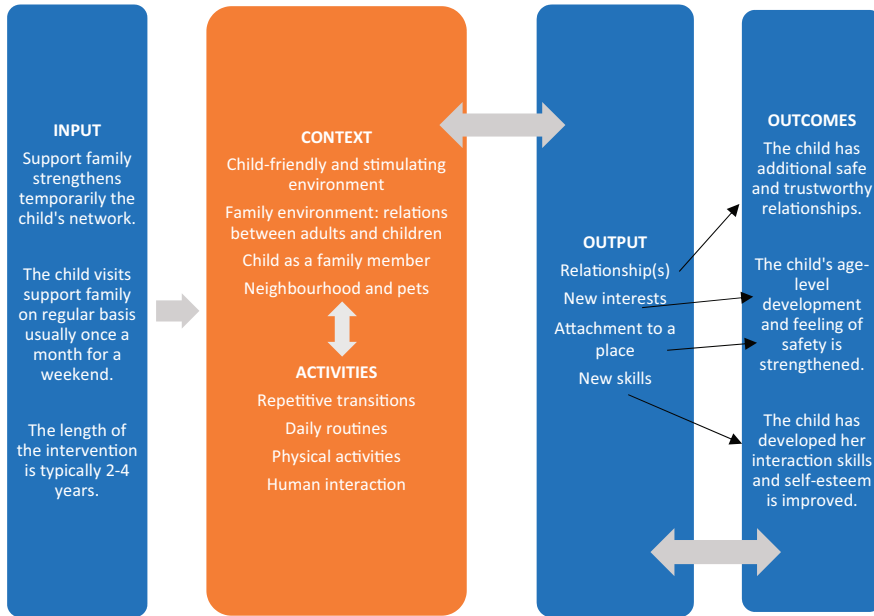 INPUT
Support family
strengthens
temporarily the
child's network.
The child visits
support family
on regular basis
usually once a
month for a
weekend.
The length of
the intervention
is typically 2-4
years.
CONTEXT
Child-friendly and stimulating
environment
Family environment: relations
between adults and children
Child as a family member
Neighbourhood and pets
ACTIVITIES
Repetitive transitions
Daily routines
Physical activities
Human interaction
OUTPUT
Relationship(s)
New interests
Attachment to a
place
New skills
OUTCOMES
The child has
additional safe
and trustworthy
relationships.
The child's age-
level
development
and feeling of
safety is
strengthened.
The child has
developed her
interaction skills
and self-esteem
is improved.